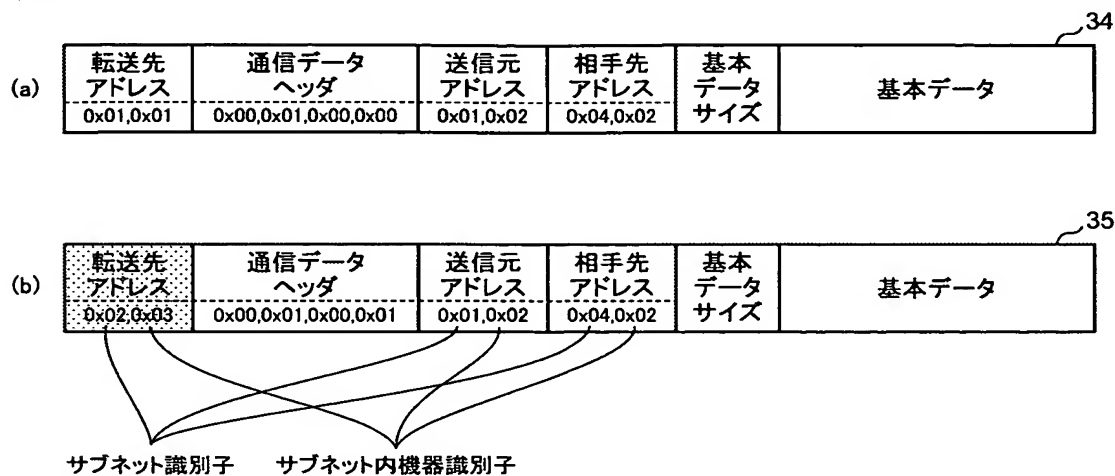 34
(a)
転送先
アドレス
0x01,0x01
通信データ
ヘッダ
0x00,0x01,0x00,0x00
送信元
アドレス
0x01,0x02
相手先
アドレス
0x04,0x02
基本
データ
サイズ
基本データ
35
(b)
転送先
アドレス
0x02,0x03
通信データ
ヘッダ
0x00,0x01,0x00,0x01
送信元
アドレス
0x01,0x02
相手先
アドレス
0x04,0x02
基本
データ
サイズ
基本データ
サブネット識別子
サブネット内機器識別子